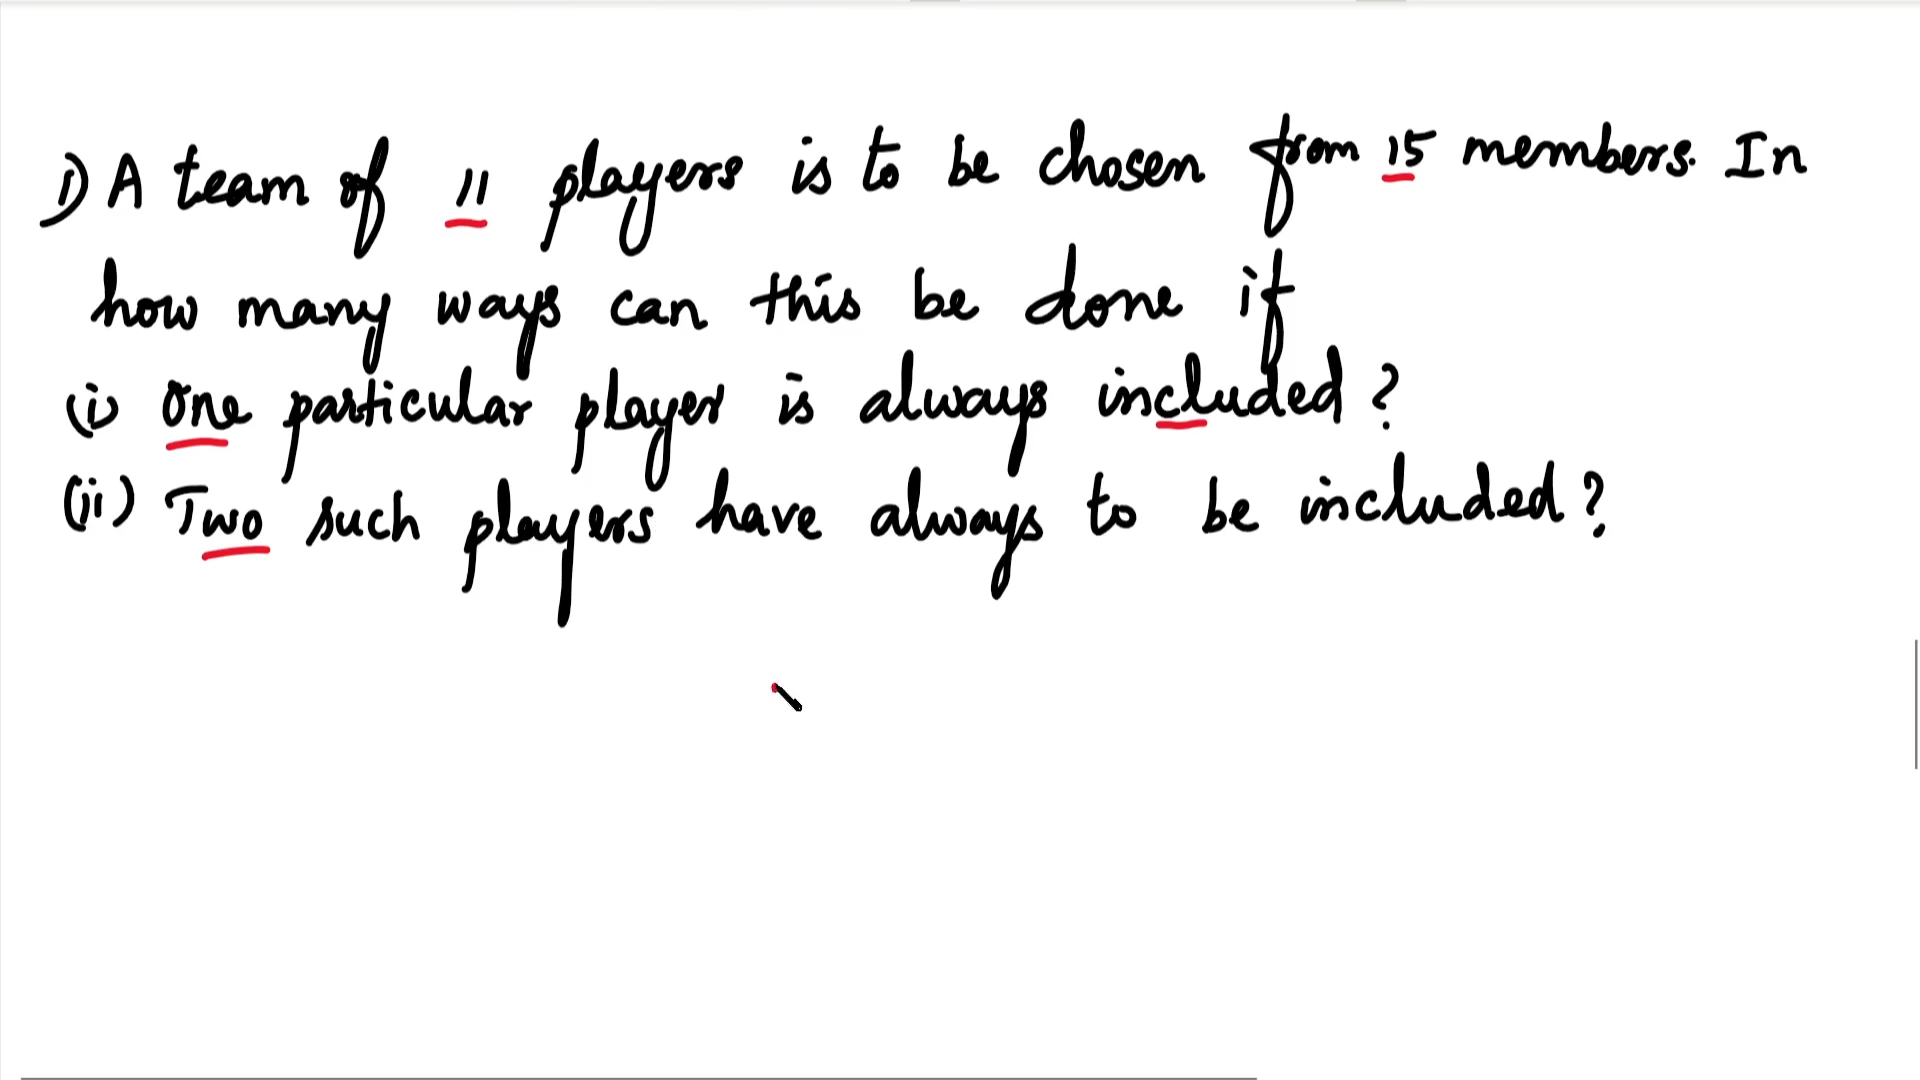 1) A team of 11 players is to be chosen from 15 members. In
how many ways can this be done if
(i) One particular player is always included?
(ii) Two such players have always to be included?